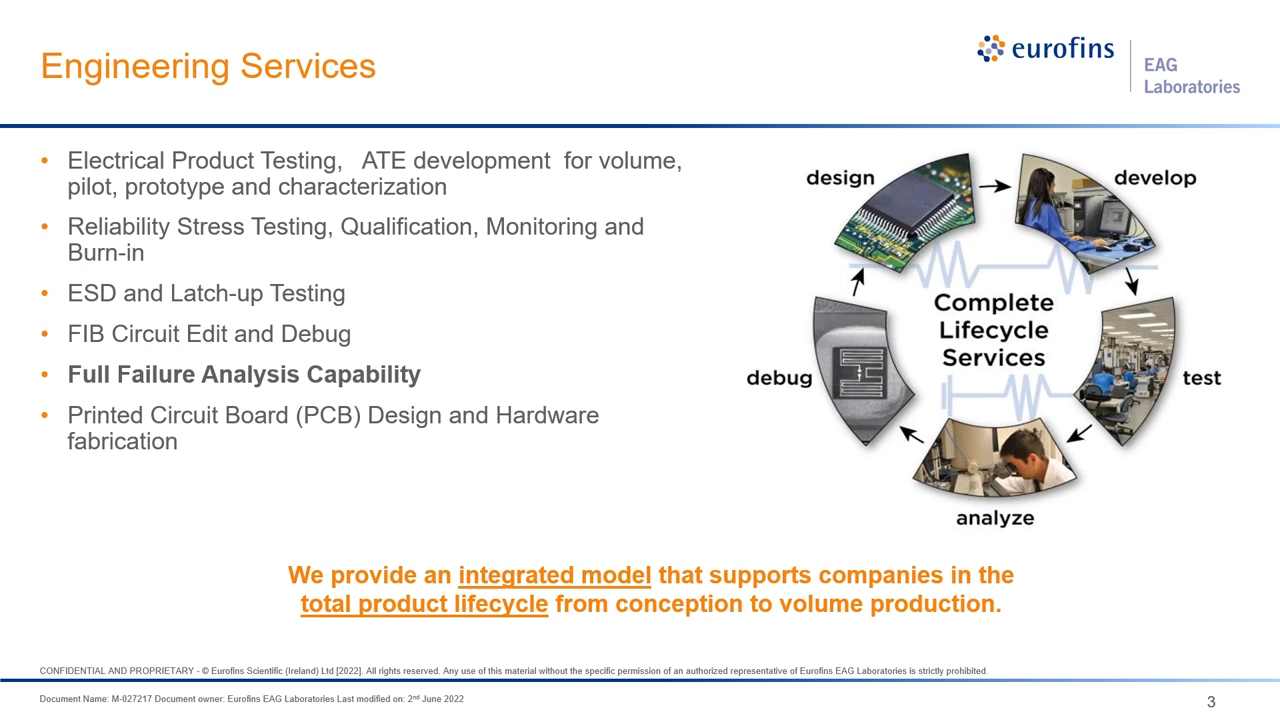 Engineering Services
eurofins
EAG
Laboratories
• Electrical Product Testing,   ATE development  for volume,
pilot, prototype and characterization
• Reliability Stress Testing, Qualification, Monitoring and
Burn-in
• ESD and Latch-up Testing
• FIB Circuit Edit and Debug
• Full Failure Analysis Capability
• Printed Circuit Board (PCB) Design and Hardware
fabrication
design
develop
Complete
Lifecycle
Services
debug
test
analyze
We provide an integrated model that supports companies in the
total product lifecycle from conception to volume production.
CONFIDENTIAL AND PROPRIETARY - © Eurofins Scientific (Ireland) Ltd [2022]. All rights reserved. Any use of this material without the specific permission of an authorized representative of Eurofins EAG Laboratories is strictly prohibited.
Document Name: M-027217 Document owner: Eurofins EAG Laboratories Last modified on: 2nd June 2022
3